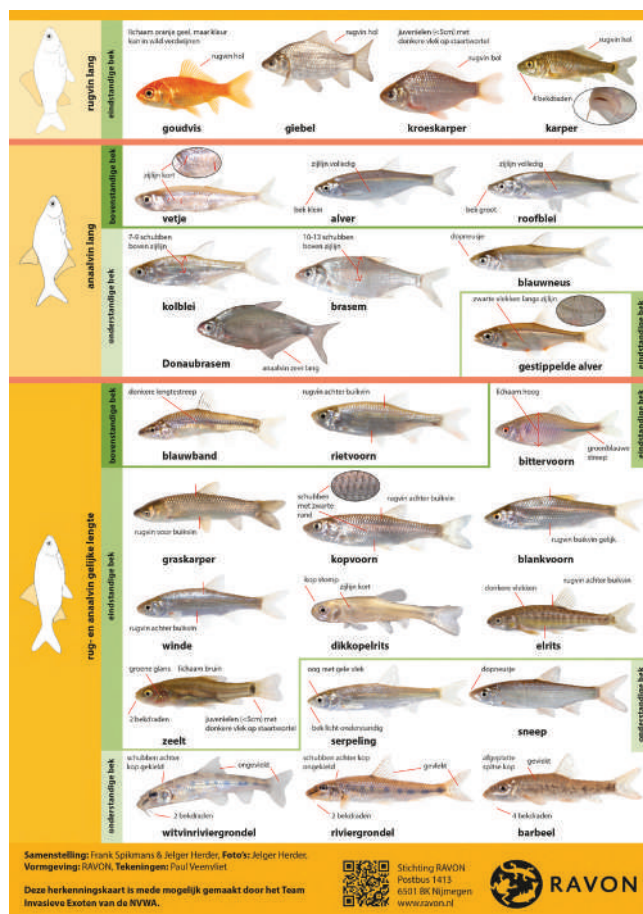 rugvin lang
eindstandige bek
lichaam oranje geel, maar kleur
kan in wild verdwijnen
rugvin hol
goudvis
rugvin hol
giebel
juvenielen (<5cm) met
donkere vlek op staartwortel
rugvin bol
kroeskarper
rugvin hol
4 bekdraden
karper
anaalvin lang
bovenstandige bek
zijlijn kort
vetje
zijlijn volledig
bek klein
alver
zijlijn volledig
bek groot
roofblei
onderstandige bek
7-9 schubben
boven zijlijn
kolblei
10-13 schubben
boven zijlijn
brasem
dopneusje
blauwneus
Donaubrasem
anaalvin zeer lang
zwarte vlekken langs zijlijn
gestippelde alver
eindstandige bek
rug- en anaalvin gelijke lengte
bovenstandige bek
donkere lengtestreep
blauwband
rugvin achter buikvin
rietvoorn
lichaam hoog
groen/blauwe
streep
bittervoorn
eindstandige bek
eindstandige bek
rugvin voor buikvin
graskarper
schubben
met zwarte
rand
rugvin achter buikvin
kopvoorn
rugvin buikvin gelijk
blankvoorn
rugvin achter buikvin
winde
kop stomp
zijlijn kort
dikkopelrits
donkere vlekken
rugvin achter buikvin
elrits
groene glans
lichaam bruin
2 bekdraden
juvenielen (<5cm) met
donkere vlek op staartwortel
zeelt
oog met gele vlek
bek licht onderstandig
serpeling
dopneusje
sneep
onderstandige bek
onderstandige bek
schubben achter
kop gekield
ongevlekt
2 bekdraden
witvinriviergrondel
schubben achter kop
ongekield
gevlekt
2 bekdraden
riviergrondel
afgeplatte
spitse kop
gevlekt
4 bekdraden
barbeel
Samenstelling: Frank Spikmans & Jelger Herder, Foto's: Jelger Herder,
Vormgeving: RAVON, Tekeningen: Paul Veenvliet
Deze herkenningskaart is mede mogelijk gemaakt door het Team
Invasieve Exoten van de NVWA.
Stichting RAVON
Postbus 1413
6501 BK Nijmegen
www.ravon.nl
RAVON